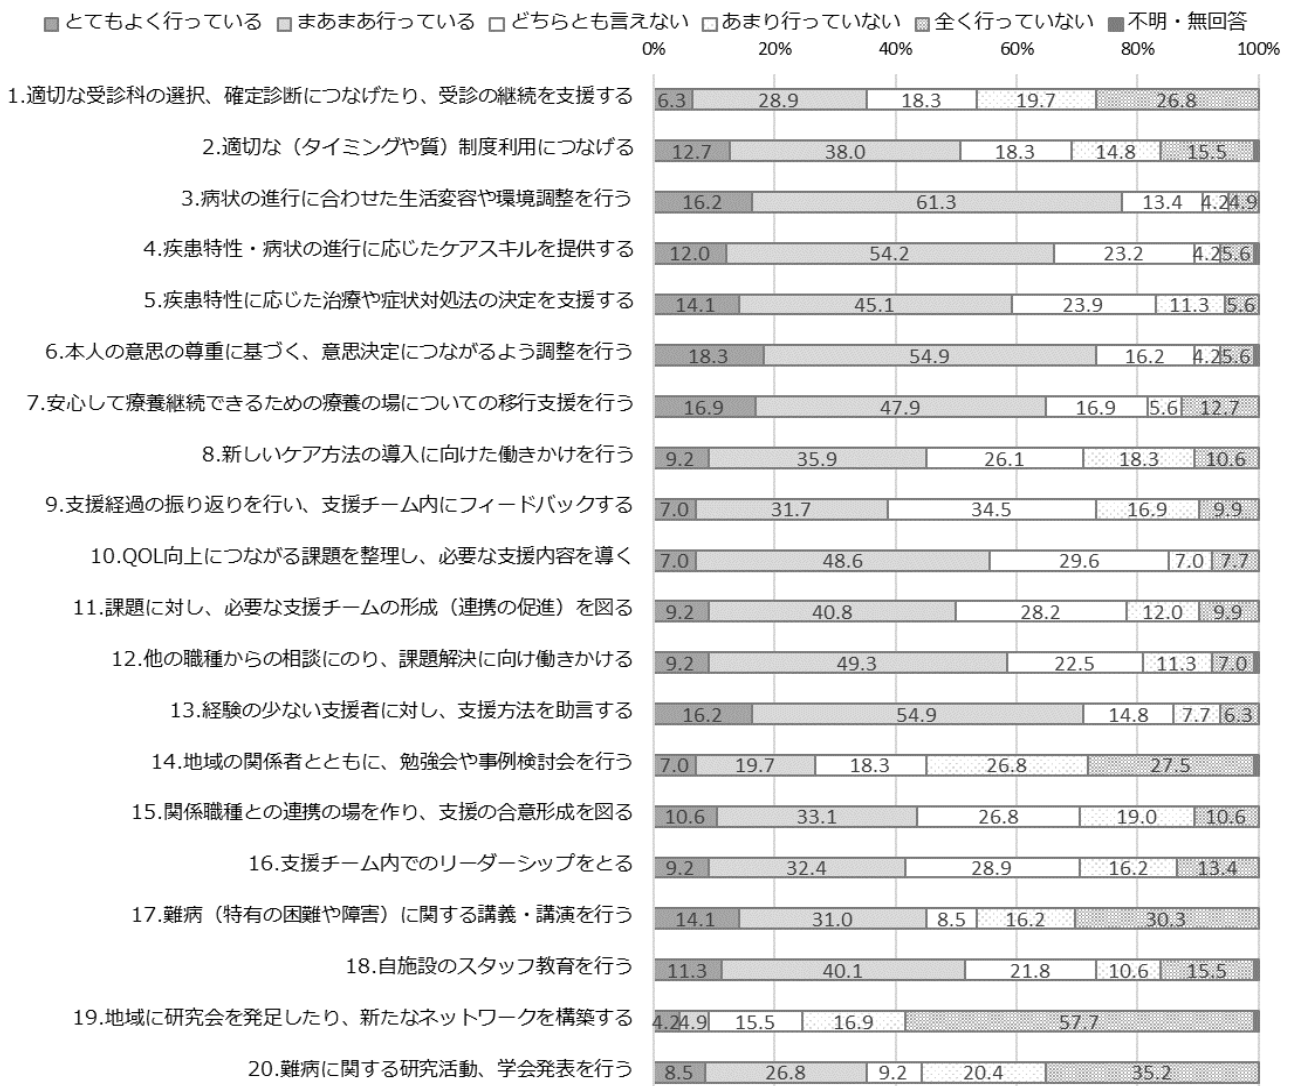 とてもよく行っている まあまあ行っている どちらとも言えない あまり行っていない 全く行っていない 不明・無回答
0% 20% 40% 60% 80% 100%
1.適切な受診科の選択、確定診断につなげたり、受診の継続を支援する 6.3 28.9 18.3 19.7 26.8
2.適切な（タイミングや質）制度利用につなげる 12.7 38.0 18.3 14.8 15.5
3.病状の進行に合わせた生活変容や環境調整を行う 16.2 61.3 13.4 4.2 4.9
4.疾患特性・病状の進行に応じたケアスキルを提供する 12.0 54.2 23.2 4.2 5.6
5.疾患特性に応じた治療や症状対処法の決定を支援する 14.1 45.1 23.9 11.3 5.6
6.本人の意思の尊重に基づく、意思決定につながるよう調整を行う 18.3 54.9 16.2 4.2 5.6
7.安心して療養継続できるための療養の場についての移行支援を行う 16.9 47.9 16.9 5.6 12.7
8.新しいケア方法の導入に向けた働きかけを行う 9.2 35.9 26.1 18.3 10.6
9.支援経過の振り返りを行い、支援チーム内にフィードバックする 7.0 31.7 34.5 16.9 9.9
10.QOL向上につながる課題を整理し、必要な支援内容を導く 7.0 48.6 29.6 7.0 7.7
11.課題に対し、必要な支援チームの形成（連携の促進）を図る 9.2 40.8 28.2 12.0 9.9
12.他の職種からの相談にのり、課題解決に向け働きかける 9.2 49.3 22.5 11.3 7.0
13.経験の少ない支援者に対し、支援方法を助言する 16.2 54.9 14.8 7.7 6.3
14.地域の関係者とともに、勉強会や事例検討会を行う 7.0 19.7 18.3 26.8 27.5
15.関係職種との連携の場を作り、支援の合意形成を図る 10.6 33.1 26.8 19.0 10.6
16.支援チーム内でのリーダーシップをとる 9.2 32.4 28.9 16.2 13.4
17.難病（特有の困難や障害）に関する講義・講演を行う 14.1 31.0 8.5 16.2 30.3
18.自施設のスタッフ教育を行う 11.3 40.1 21.8 10.6 15.5
19.地域に研究会を発足したり、新たなネットワークを構築する 4.2 4.9 15.5 16.9 57.7
20.難病に関する研究活動、学会発表を行う 8.5 26.8 9.2 20.4 35.2